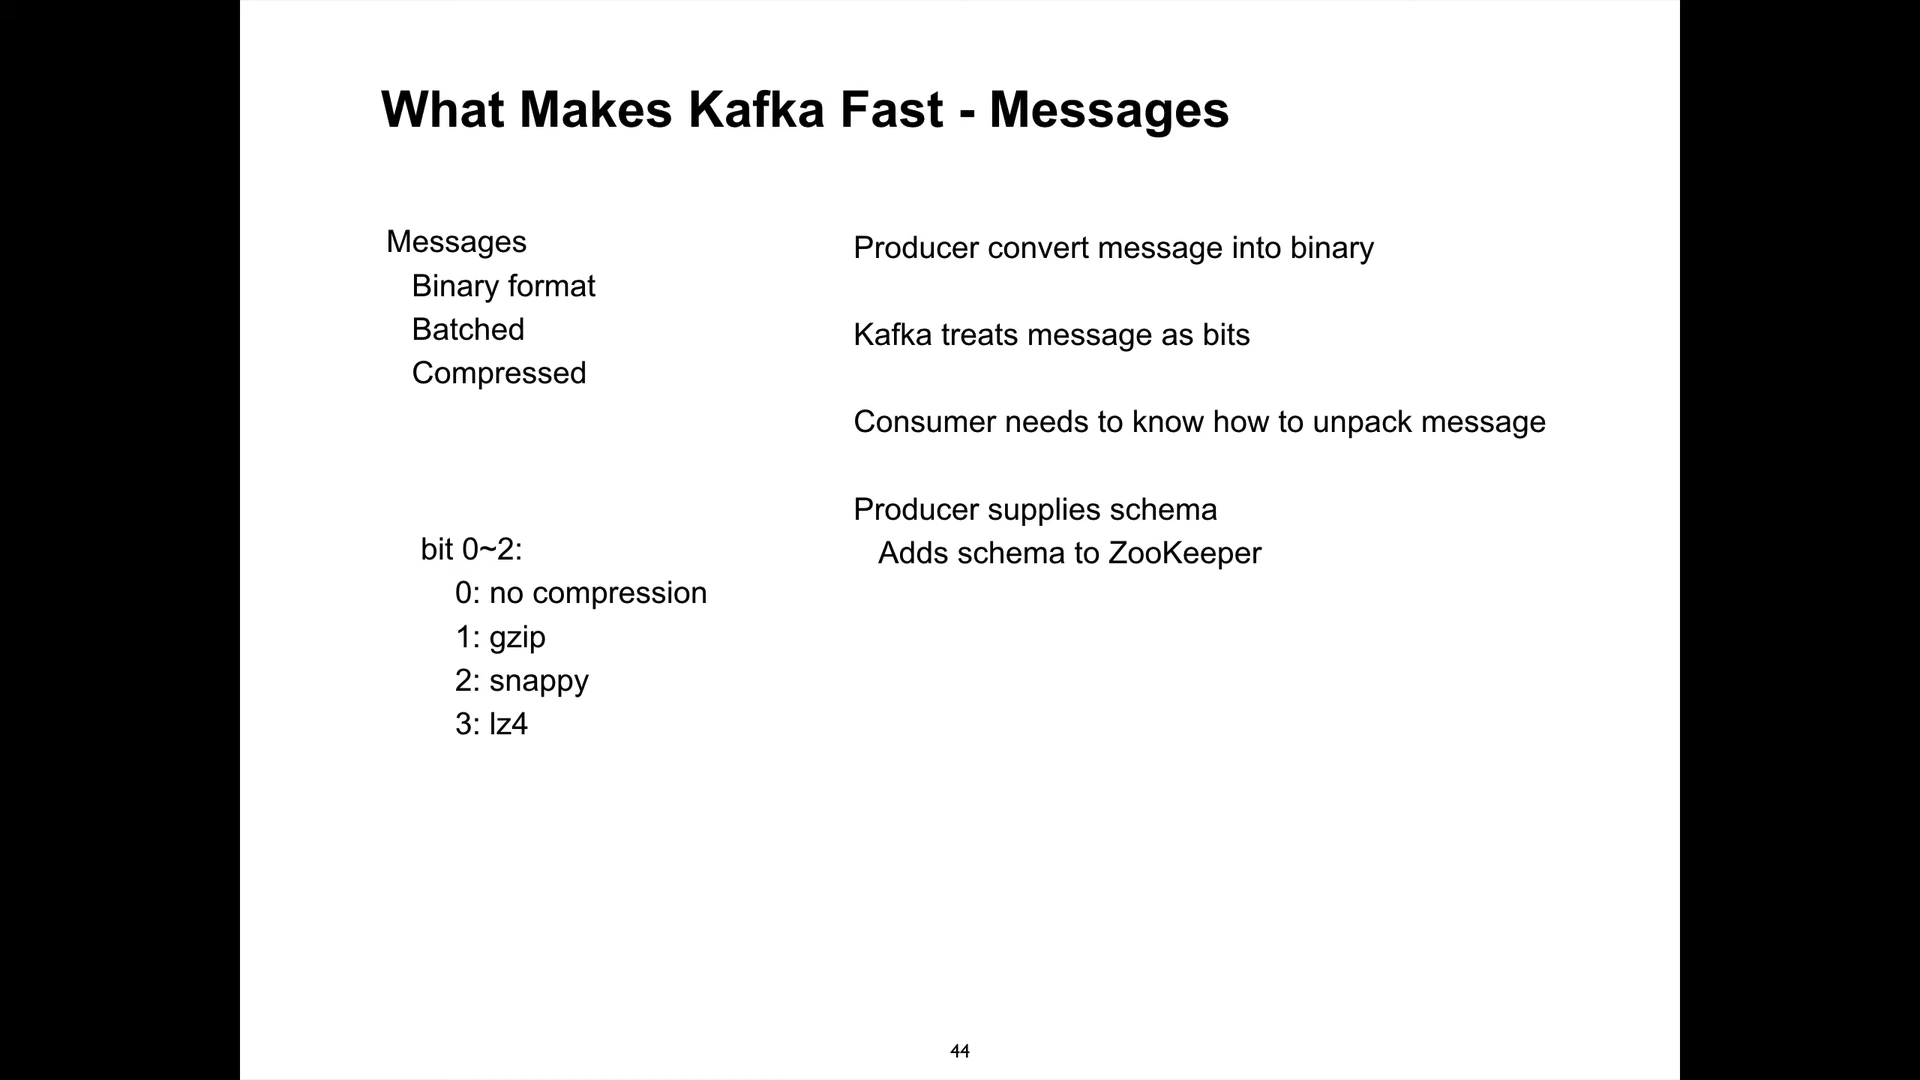 What Makes Kafka Fast - Messages
Messages
Binary format
Batched
Compressed
bit 0~2:
0: no compression
1: gzip
2: snappy
3: lz4
Producer convert message into binary
Kafka treats message as bits
Consumer needs to know how to unpack message
Producer supplies schema
Adds schema to ZooKeeper
44